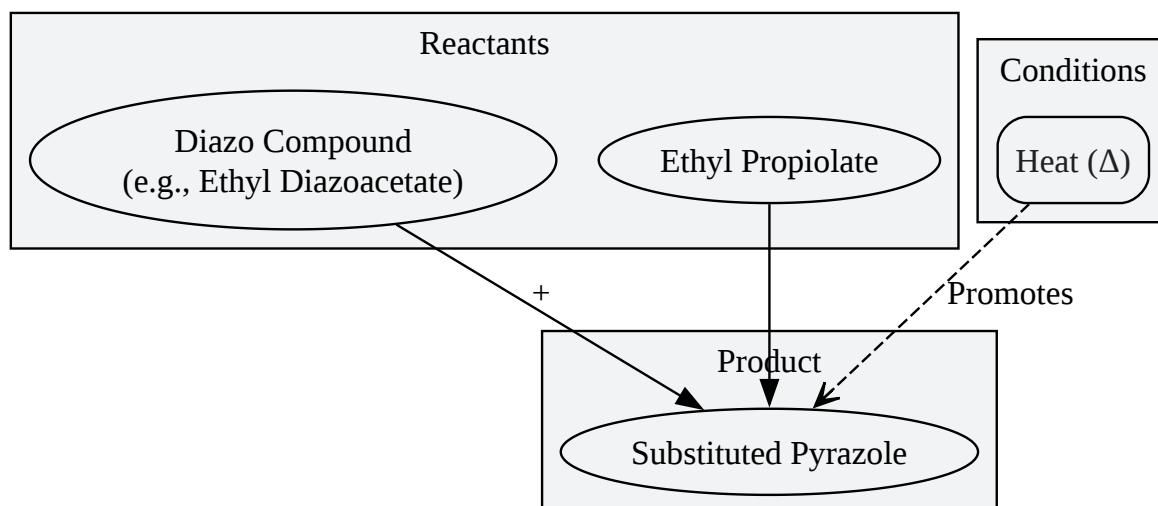 Reactants
Conditions
Diazo Compound
(e.g., Ethyl Diazoacetate)
Ethyl Propiolate
Heat (Δ)
+
Promotes
Product
Substituted Pyrazole